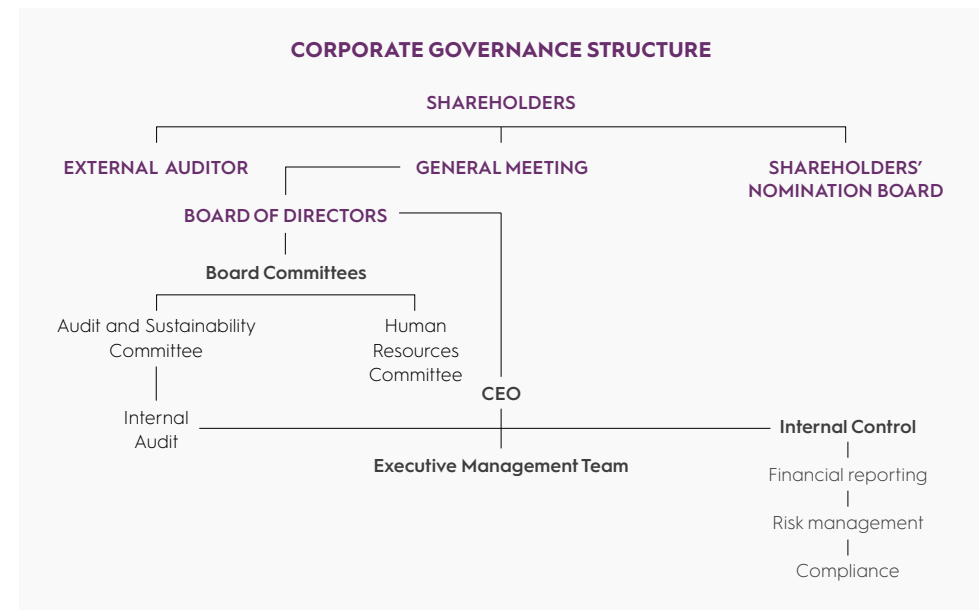 CORPORATE GOVERNANCE STRUCTURE
SHAREHOLDERS
EXTERNAL AUDITOR
GENERAL MEETING
SHAREHOLDERS'
NOMINATION BOARD
BOARD OF DIRECTORS
Board Committees
Audit and Sustainability
Committee
Human
Resources
Committee
CEO
Internal
Audit
Internal Control
Executive Management Team
Financial reporting
Risk management
Compliance